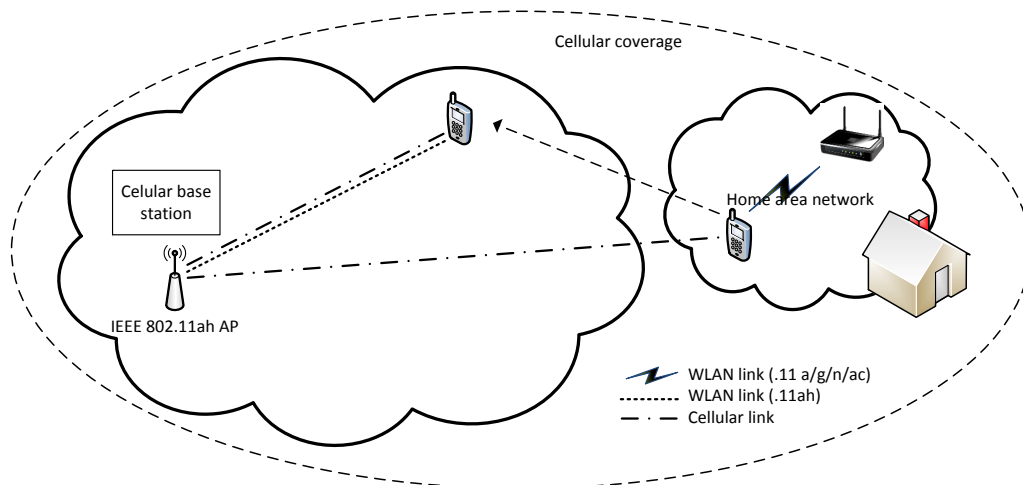 Cellular coverage
Celular base
station
Home area network
IEEE 802.11ah AP
WLAN link (.11 a/g/n/ac)
WLAN link (.11ah)
Cellular link